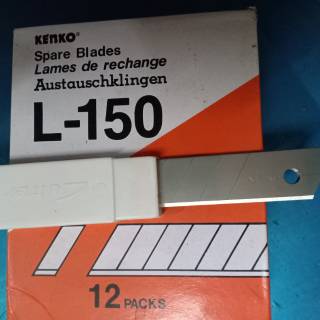 KENKO®
Spare Blades
Lames de rechange
Austauschklingen
L-150
12 PACKS